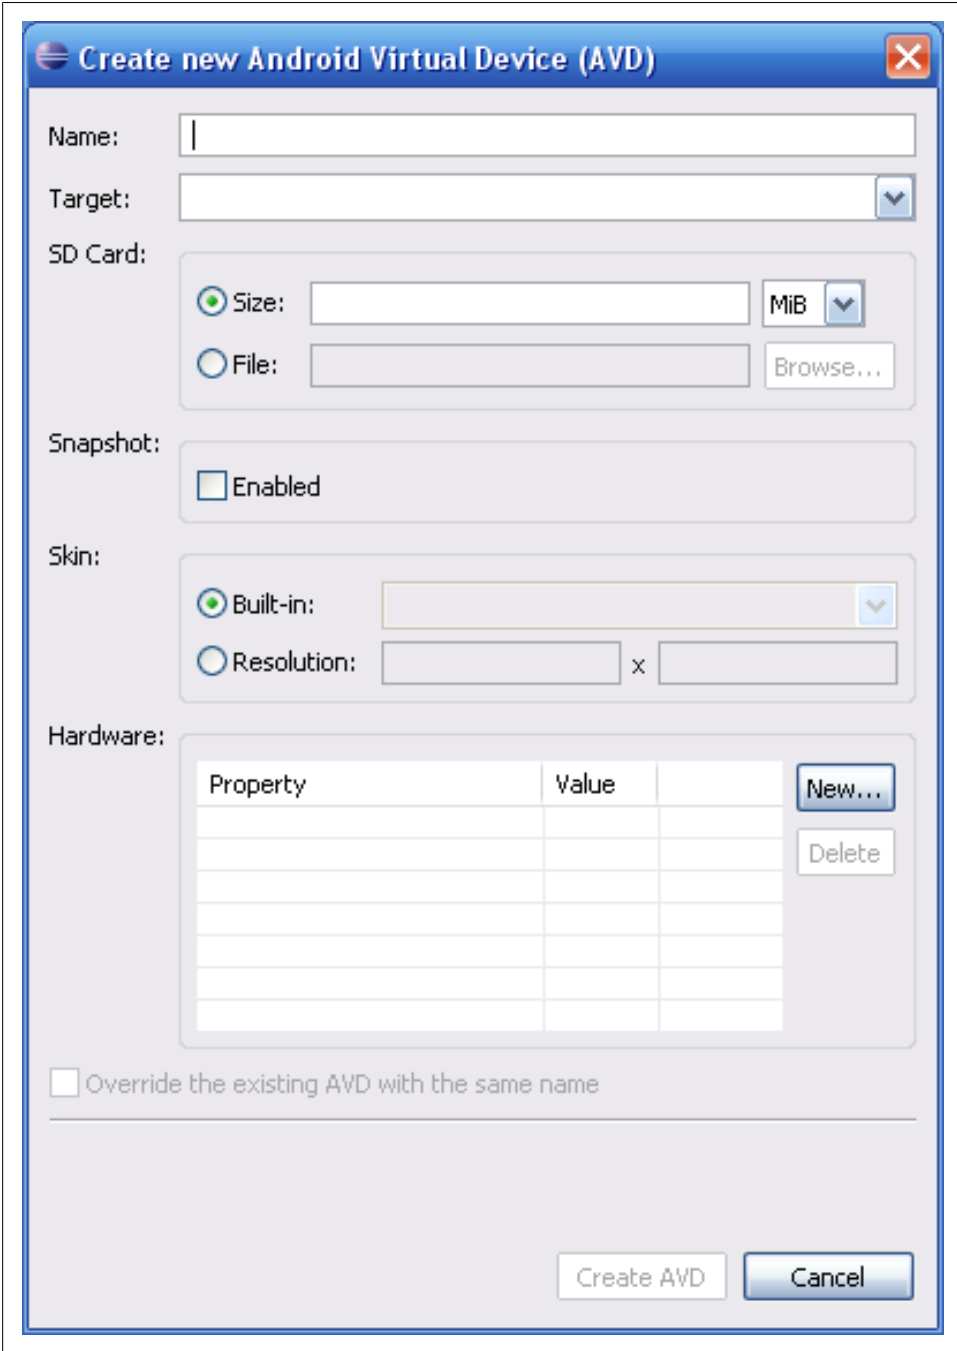 Create new Android Virtual Device (AVD)
Name:
Target:
SD Card:
Size: MiB
File: Browse...
Snapshot:
Enabled
Skin:
Built-in:
Resolution: x
Hardware:
Property Value New...
Delete
Override the existing AVD with the same name
Create AVD Cancel